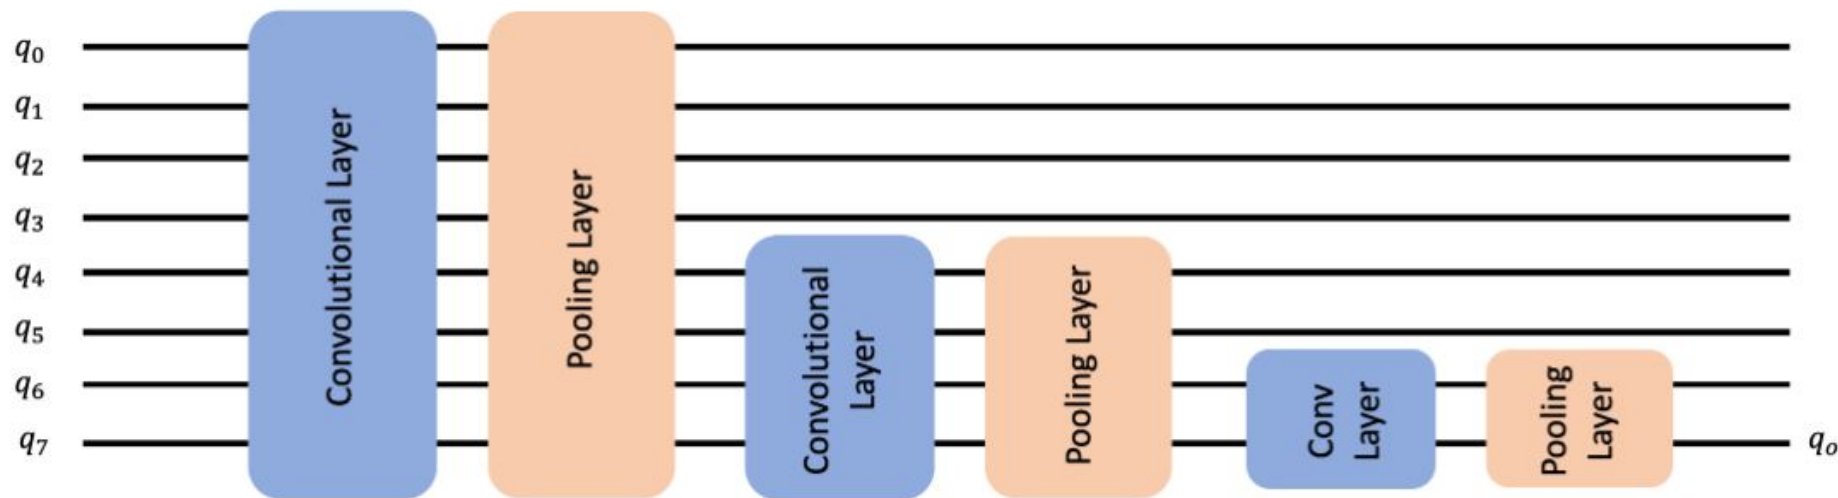 q₀
q₁
q₂
q₃
q₄
q₅
q₆
q₇
Convolutional Layer
Pooling Layer
Convolutional
Layer
Pooling Layer
Conv
Layer
Pooling
Layer
qₒ